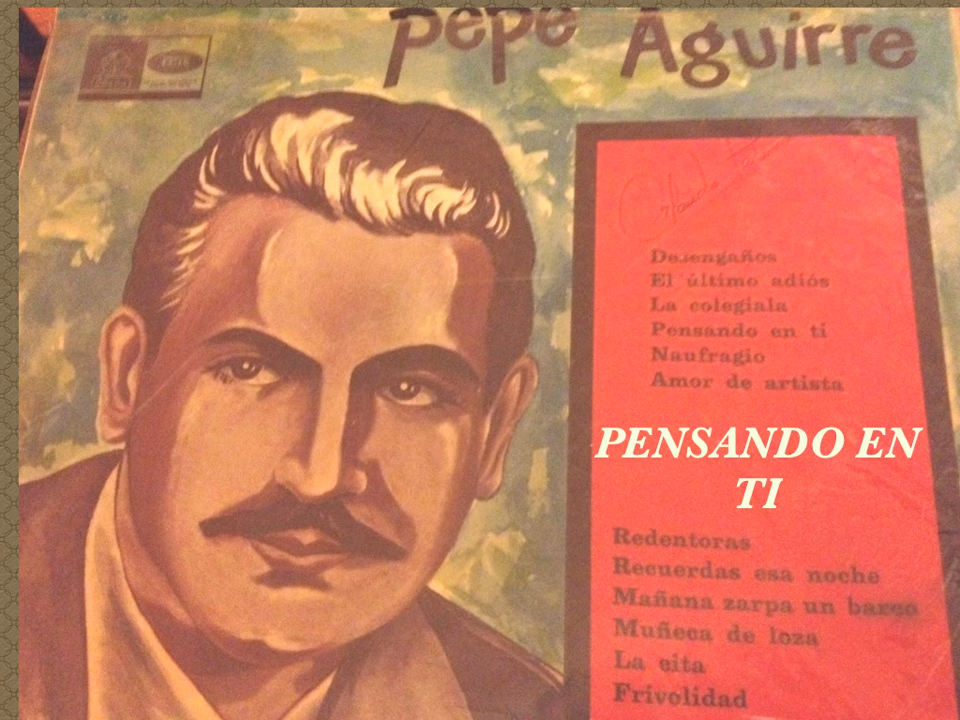 Pepe Aguirre
Desengaños
El último adiós
La colegiala
Pensando en ti
Naufragio
Amor de artista
PENSANDO EN
TI
Redentoras
Recuerdas esa noche
Mañana zarpa un barco
Muñeca de loza
La cita
Frivolidad